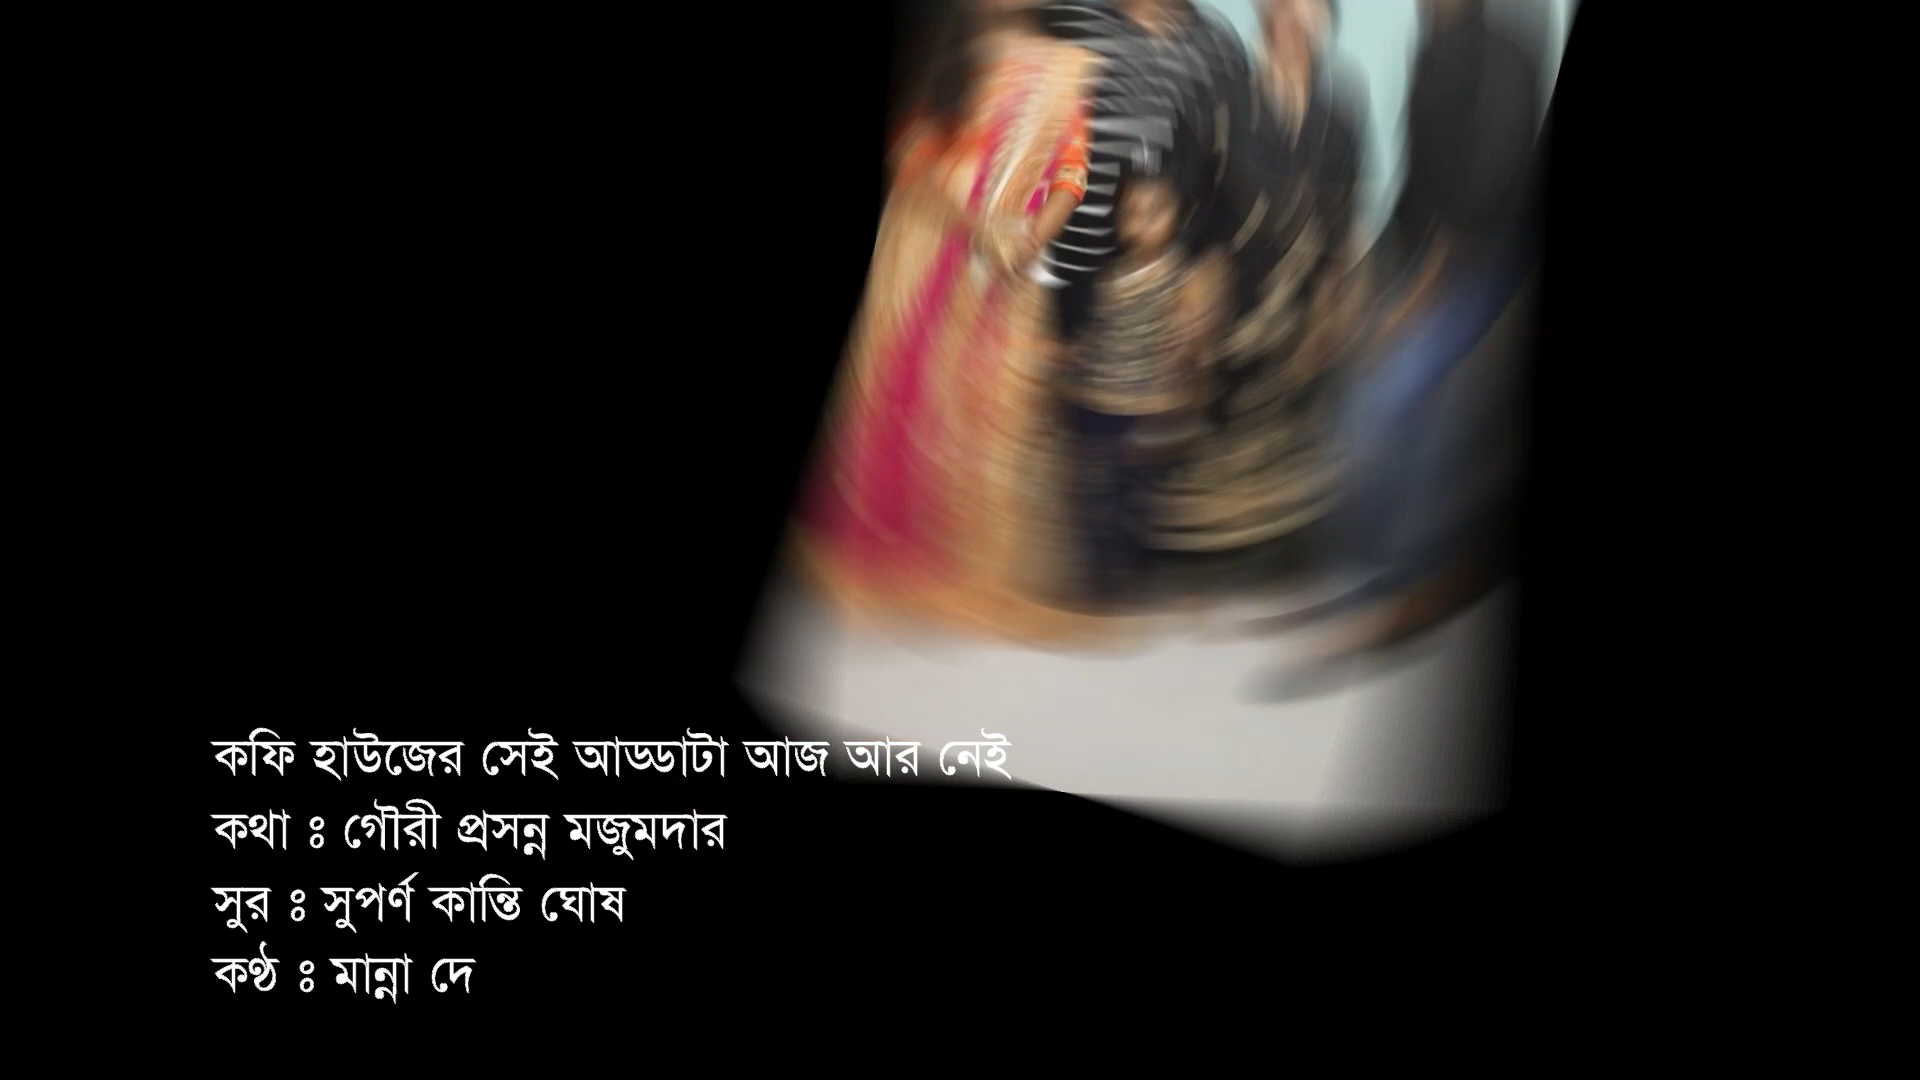 কফি হাউজের সেই আড্ডাটা আজ আর নেই
কথা ঃ গৌরী প্রসন্ন মজুমদার
সুর ঃ সুপর্ণ কান্তি ঘোষ
কণ্ঠ ঃ মান্না দে